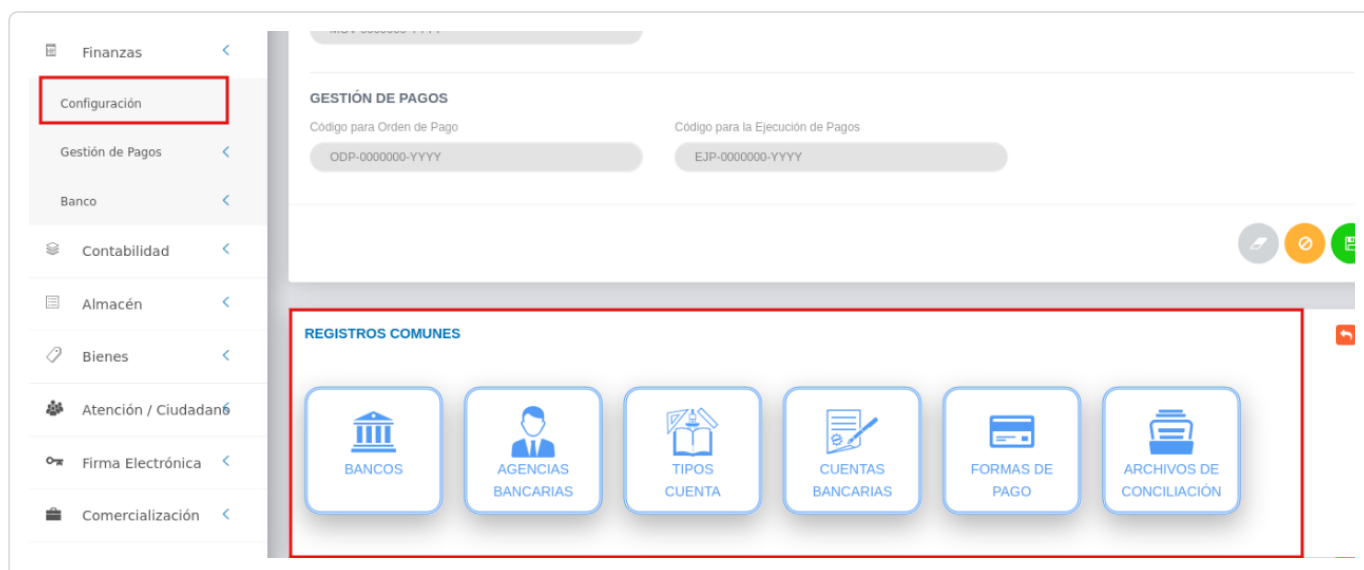 Finanzas
Configuración
Gestión de Pagos
Banco
Contabilidad
Almacén
Bienes
Atención / Ciudadano
Firma Electrónica
Comercialización
GESTIÓN DE PAGOS
Código para Orden de Pago
Código para la Ejecución de Pagos
ODP-0000000-YYYY
EJP-0000000-YYYY
REGISTROS COMUNES
BANCOS
AGENCIAS
BANCARIAS
TIPOS
CUENTA
CUENTAS
BANCARIAS
FORMAS DE
PAGO
ARCHIVOS DE
CONCILIACIÓN